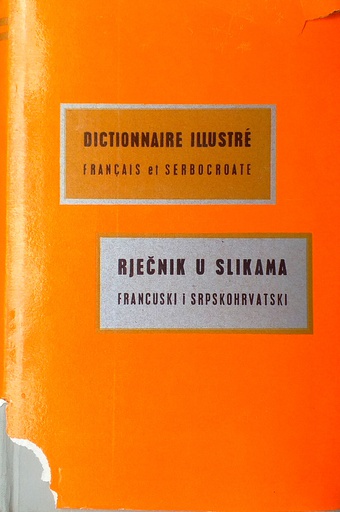 DICTIONNAIRE ILLUSTRÉ
FRANÇAIS et SERBOCROATE
RJEČNIK U SLIKAMA
FRANCUSKI i SRPSKOHRVATSKI